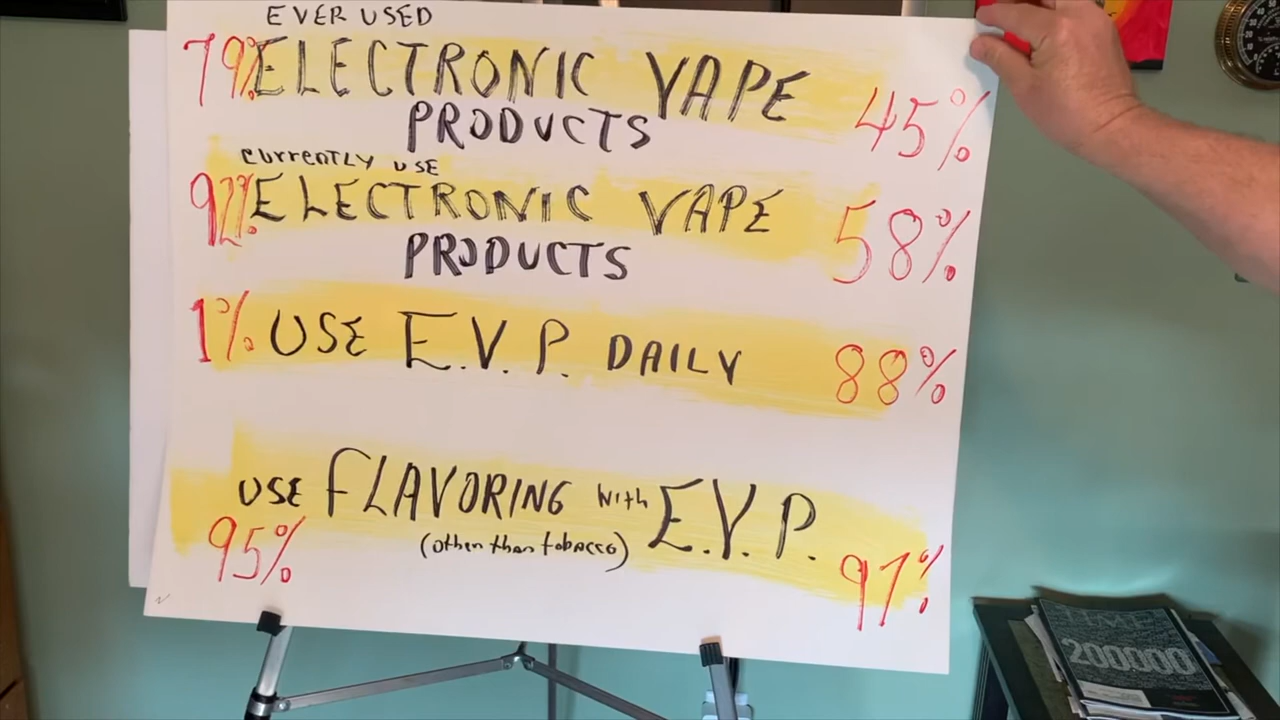 EVER USED
79% ELECTRONIC VAPE
PRODUCTS 45%
CURRENTLY USE
92% ELECTRONIC VAPE
PRODUCTS 58%
1% USE E.V.P. DAILY 88%
USE FLAVORING with E.V.P.
95% (other than tobacco) 97%
TIME
200000